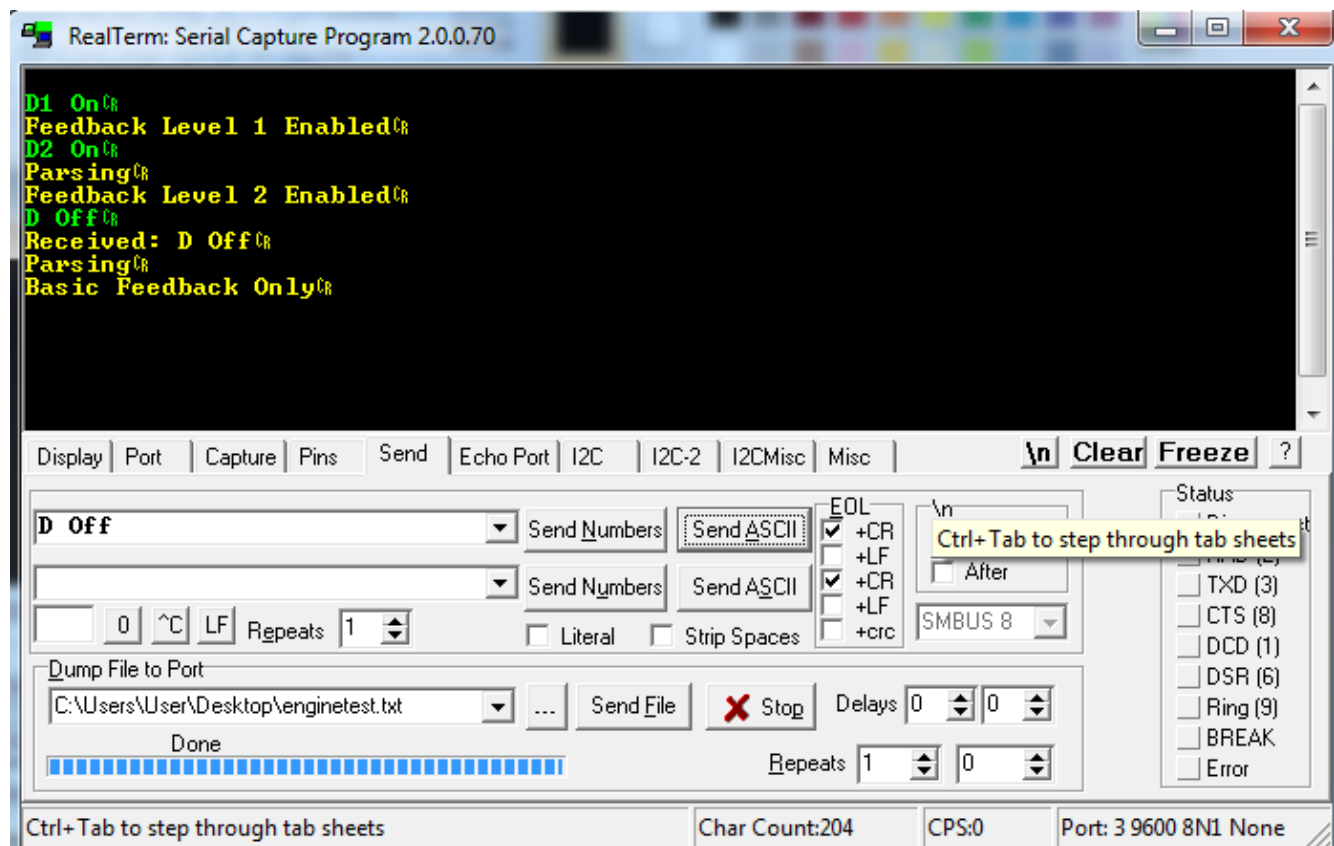 RealTerm: Serial Capture Program 2.0.0.70
D1 On␍
Feedback Level 1 Enabled␍
D2 On␍
Parsing␍
Feedback Level 2 Enabled␍
D Off␍
Received: D Off␍
Parsing␍
Basic Feedback Only␍
Display Port Capture Pins Send Echo Port I2C I2C-2 I2CMisc Misc \n Clear Freeze ?
EOL \n Status
D Off Send Numbers Send ASCII +CR
Ctrl+Tab to step through tab sheets
+LF
Send Numbers Send ASCII +CR After TXD (3)
0 ^C LF Repeats 1 Literal Strip Spaces +LF SMBUS 8 CTS (8)
+crc DCD (1)
Dump File to Port DSR (6)
C:\Users\User\Desktop\enginetest.txt ... Send File Stop Delays 0 0 Ring (9)
Done BREAK
Repeats 1 0 Error
Ctrl+Tab to step through tab sheets Char Count:204 CPS:0 Port: 3 9600 8N1 None